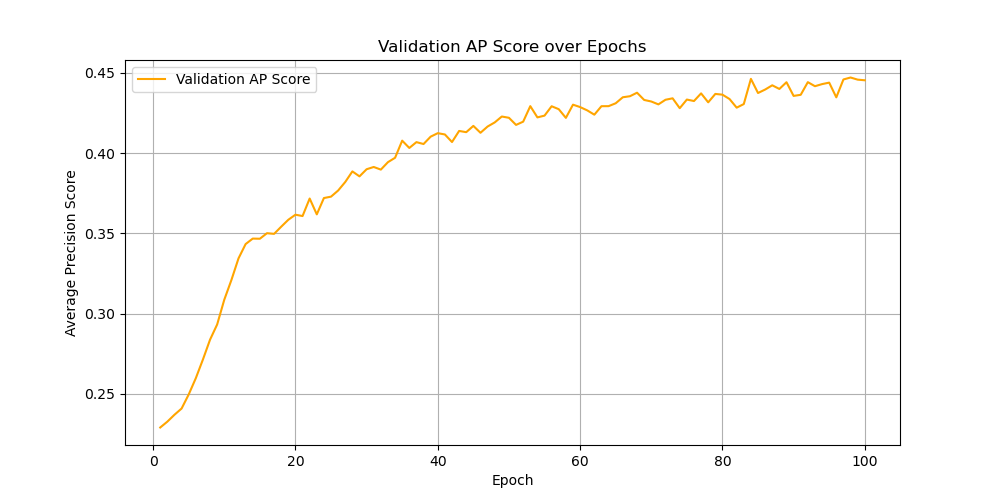 Validation AP Score over Epochs
Validation AP Score
Average Precision Score
0.45
0.40
0.35
0.30
0.25
0 20 40 60 80 100
Epoch